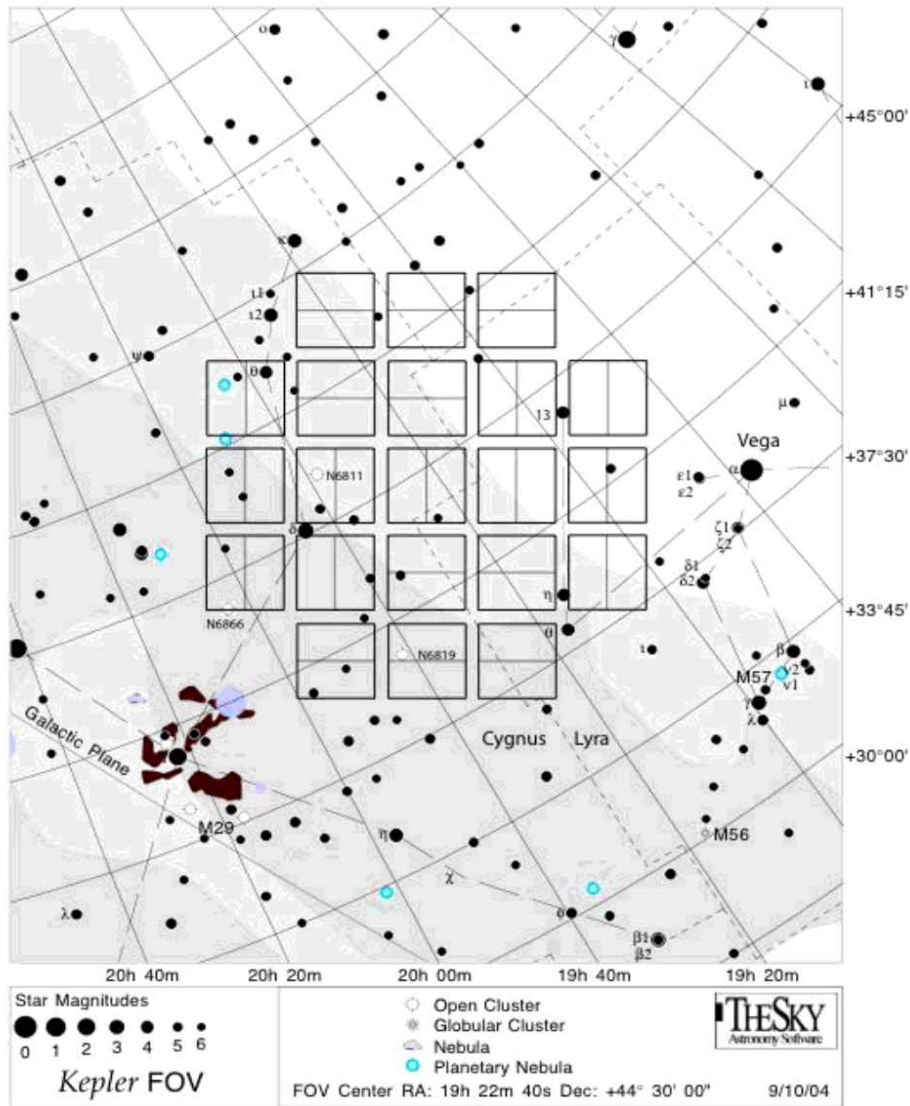 ο
γ
ι
+45°00'
κ
ι1
ι2
+41°15'
ψ
θ
13
μ
Vega
α
+37°30'
ε1
ε2
N6811
δ
ζ1
ζ2
δ1
δ2
+33°45'
η
N6866
θ
ι
N6819
β
ν2
ν1
M57
γ
λ
Galactic Plane
Cygnus
Lyra
+30°00'
M29
η
M56
χ
φ
λ
β1
β2
20h 40m 20h 20m 20h 00m 19h 40m 19h 20m
Star Magnitudes
0 1 2 3 4 5 6
Kepler FOV
Open Cluster
Globular Cluster
Nebula
Planetary Nebula
THESKY
Astronomy Software
FOV Center RA: 19h 22m 40s Dec: +44° 30' 00" 9/10/04